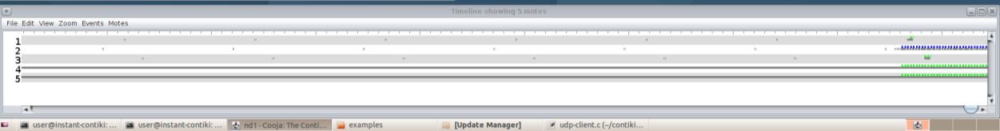 Timeline showing 5 motes
File Edit View Zoom Events Motes
1
2
3
4
5
user@instant-contiki: ... user@instant-contiki: ... nd1 - Cooja: The Conti... examples [Update Manager] udp-client.c (~/contiki...